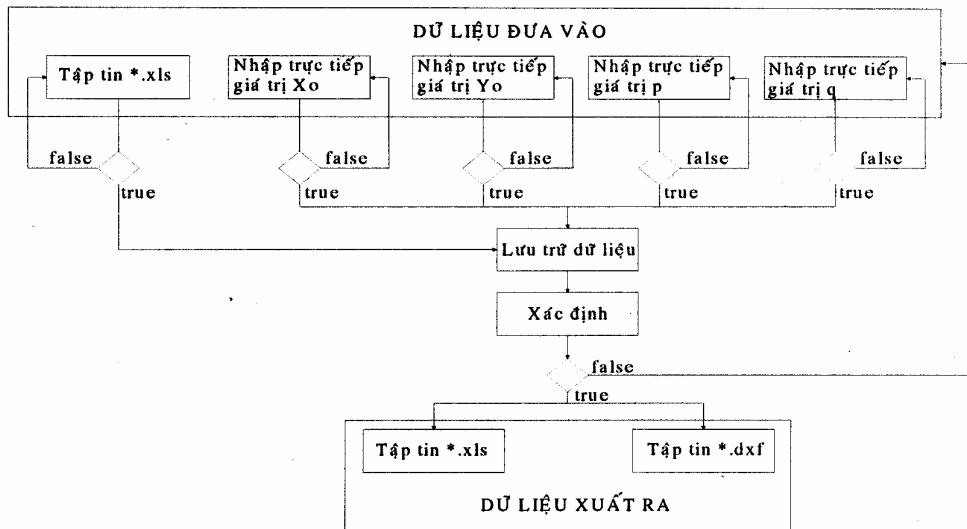 DỮ LIỆU ĐƯA VÀO
Tập tin *.xls
Nhập trực tiếp
giá trị Xo
Nhập trực tiếp
giá trị Yo
Nhập trực tiếp
giá trị p
Nhập trực tiếp
giá trị q
false
false
false
false
false
true
true
true
true
true
Lưu trữ dữ liệu
Xác định
false
true
Tập tin *.xls
Tập tin *.dxf
DỮ LIỆU XUẤT RA